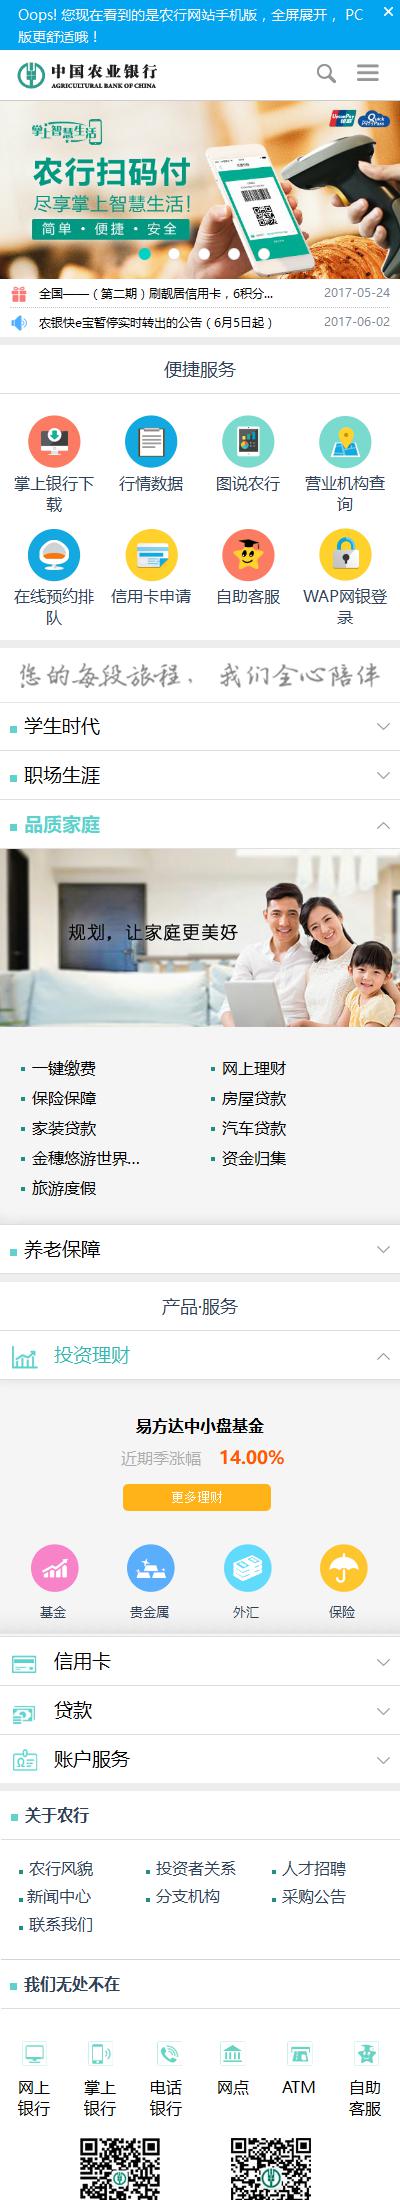 Oops! 您现在看到的是农行网站手机版，全屏展开， PC
版更舒适哦！
×
中国农业银行
AGRICULTURAL BANK OF CHINA
掌上智慧生活
UnionPay
银联
Quick
Pass
农行扫码付
尽享掌上智慧生活！
简单·便捷·安全
全国——（第二期）刷靓居信用卡，6积分... 2017-05-24
农银快e宝暂停实时转出的公告（6月5日起） 2017-06-02
便捷服务
掌上银行下
载
行情数据
图说农行
营业机构查
询
在线预约排
队
信用卡申请
自助客服
WAP网银登
录
您的每段旅程，我们全心陪伴
学生时代
职场生涯
品质家庭
规划，让家庭更美好
一键缴费 网上理财
保险保障 房屋贷款
家装贷款 汽车贷款
金穗悠游世界... 资金归集
旅游度假
养老保障
产品·服务
投资理财
易方达中小盘基金
近期季涨幅 14.00%
更多理财
基金 贵金属 外汇 保险
信用卡
贷款
账户服务
关于农行
农行风貌 投资者关系 人才招聘
新闻中心 分支机构 采购公告
联系我们
我们无处不在
网上
银行
掌上
银行
电话
银行
网点
ATM
自助
客服